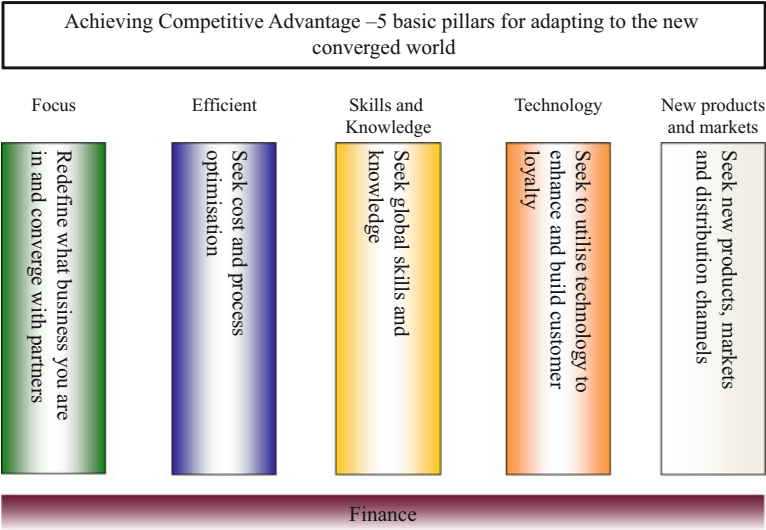 Achieving Competitive Advantage –5 basic pillars for adapting to the new
converged world
Focus
Efficient
Skills and
Knowledge
Technology
New products
and markets
Redefine what business you are
in and converge with partners
Seek cost and process
optimisation
Seek global skills and
knowledge
Seek to utilise technology to
enhance and build customer
loyalty
Seek new products, markets
and distribution channels
Finance